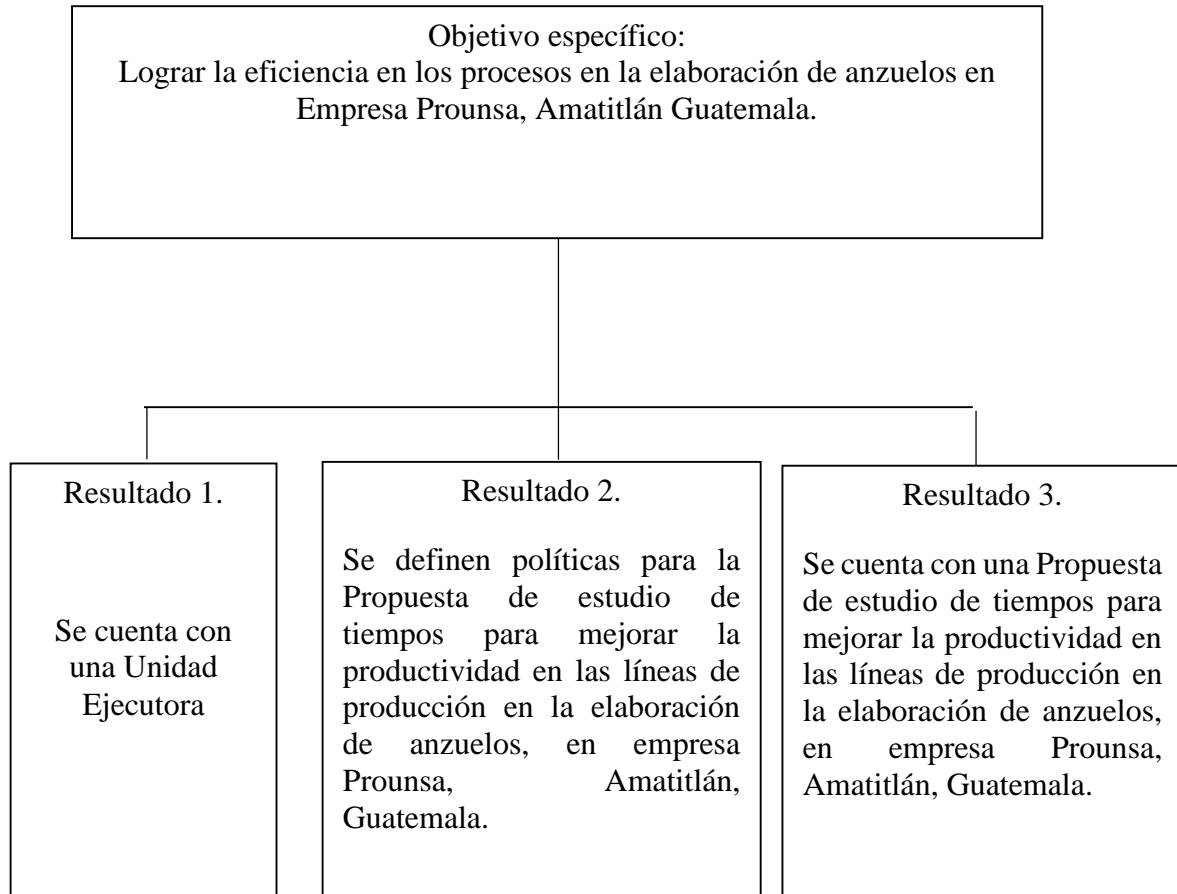 Objetivo específico:
Lograr la eficiencia en los procesos en la elaboración de anzuelos en
Empresa Prounsa, Amatitlán Guatemala.
Resultado 1.
Se cuenta con
una Unidad
Ejecutora
Resultado 2.
Se definen políticas para la
Propuesta de estudio de
tiempos para mejorar la
productividad en las líneas de
producción en la elaboración
de anzuelos, en empresa
Prounsa, Amatitlán,
Guatemala.
Resultado 3.
Se cuenta con una Propuesta
de estudio de tiempos para
mejorar la productividad en
las líneas de producción en
la elaboración de anzuelos,
en empresa Prounsa,
Amatitlán, Guatemala.